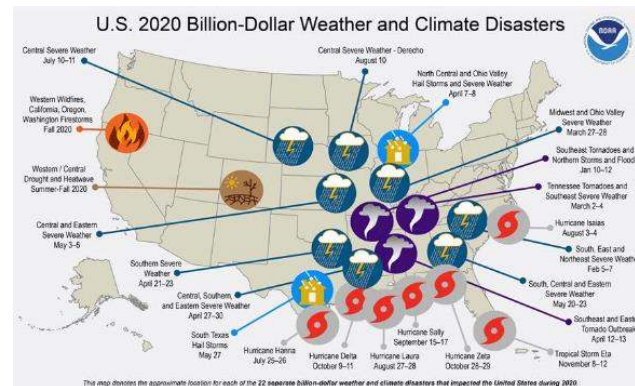 U.S. 2020 Billion-Dollar Weather and Climate Disasters
NOAA
Central Severe Weather
July 10–11
Central Severe Weather - Derecho
August 10
North Central and Ohio Valley
Hail Storms and Severe Weather
April 7–8
Western Wildfires,
California, Oregon,
Washington Firestorms
Fall 2020
Midwest and Ohio Valley
Severe Weather
March 27–28
Southeast Tornadoes and
Northern Storms and Flood
Jan 10–12
Western / Central
Drought and Heatwave
Summer-Fall 2020
Tennessee Tornadoes and
Southeast Severe Weather
March 2–4
Hurricane Isaias
August 3–4
Central and Eastern
Severe Weather
May 3–5
South, East and
Northeast Severe Weathe
Feb 5–7
Southern Severe
Weather
April 21–23
South, Central and Eastern
Severe Weather
May 20–23
Central, Southern,
and Eastern Severe Weather
April 27–30
Southeast and East
Tornado Outbreak
April 12–13
South Texas
Hail Storms
May 27
Hurricane Hanna
July 25–26
Hurricane Delta
October 9–11
Hurricane Laura
August 27–28
Hurricane Sally
September 15–17
Hurricane Zeta
October 28–29
Tropical Storm Eta
November 8–12
This map denotes the approximate location for each of the 22 separate billion-dollar weather and climate disasters that impacted the United States during 2020.